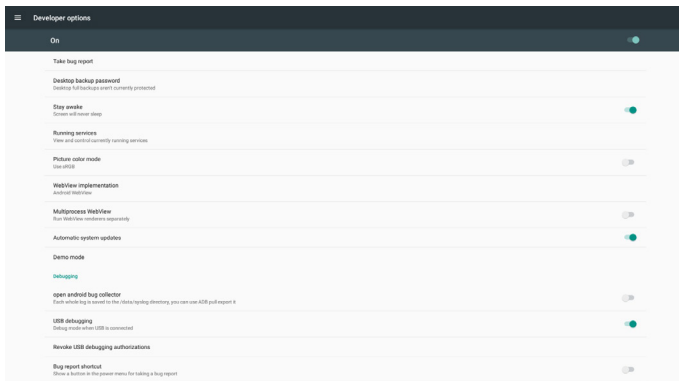 Developer options
On
Take bug report
Desktop backup password
Desktop full backups aren't currently protected
Stay awake
Screen will never sleep
Running services
View and control currently running services
Picture color mode
Use sRGB
WebView implementation
Android WebView
Multiprocess WebView
Run WebView renderers separately
Automatic system updates
Demo mode
Debugging
open android bug collector
Each whole log is saved to the /data/syslog directory, you can use ADB pull export it
USB debugging
Debug mode when USB is connected
Revoke USB debugging authorizations
Bug report shortcut
Show a button in the power menu for taking a bug report